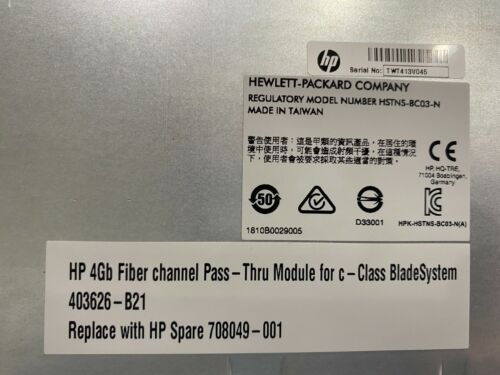 hp
Serial No: TWT413V045
HEWLETT-PACKARD COMPANY
REGULATORY MODEL NUMBER HSTNS-BC03-N
MADE IN TAIWAN
警告使用者：這是甲類的資訊產品，在居住的環
境中使用時，可能會造成射頻干擾，在這種情況
下，使用者會被要求採取某些適當的對策
CE
HP, HQ-TRE,
71004 Boeblingen,
Germany
50
D33001
HPK-HSTNS-BC03-N(A)
1810B0029005
HP 4Gb Fiber channel Pass-Thru Module for c-Class BladeSystem
403626-B21
Replace with HP Spare 708049-001